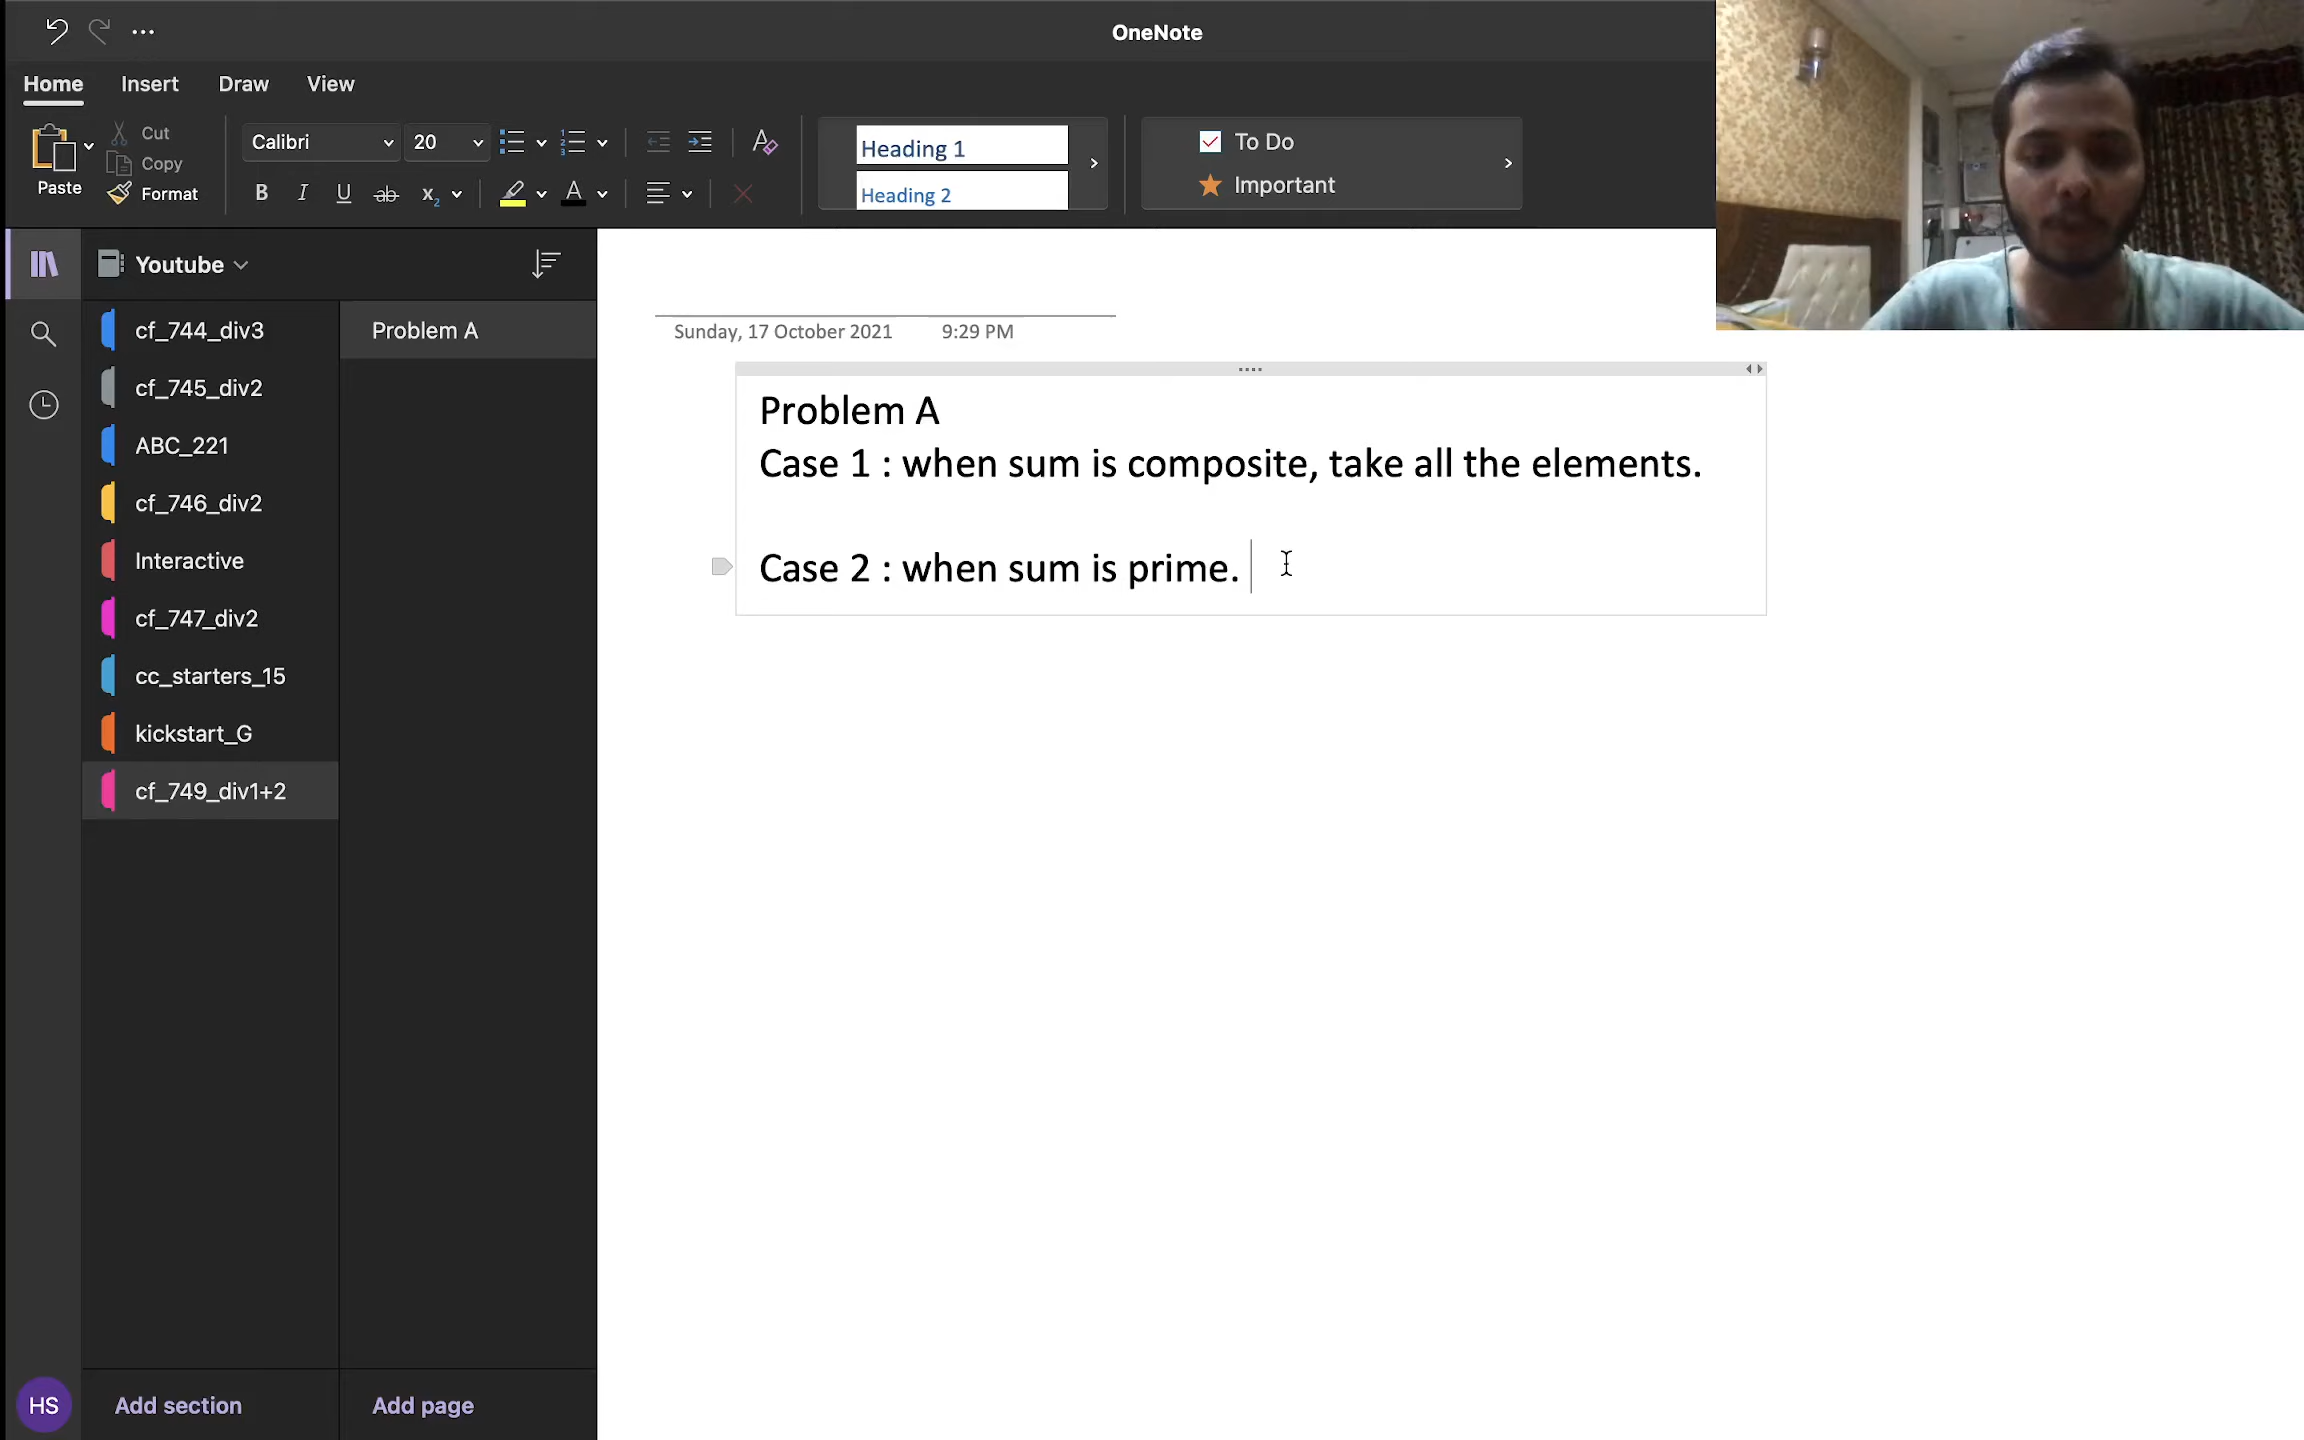 OneNote
Home Insert Draw View
Paste
Cut
Copy
Format
Calibri 20
B I U ab x2 A
Heading 1
Heading 2
To Do
Important
Youtube
cf_744_div3
cf_745_div2
ABC_221
cf_746_div2
Interactive
cf_747_div2
cc_starters_15
kickstart_G
cf_749_div1+2
Problem A
Sunday, 17 October 2021 9:29 PM
Problem A
Case 1 : when sum is composite, take all the elements.
Case 2 : when sum is prime.
HS
Add section
Add page